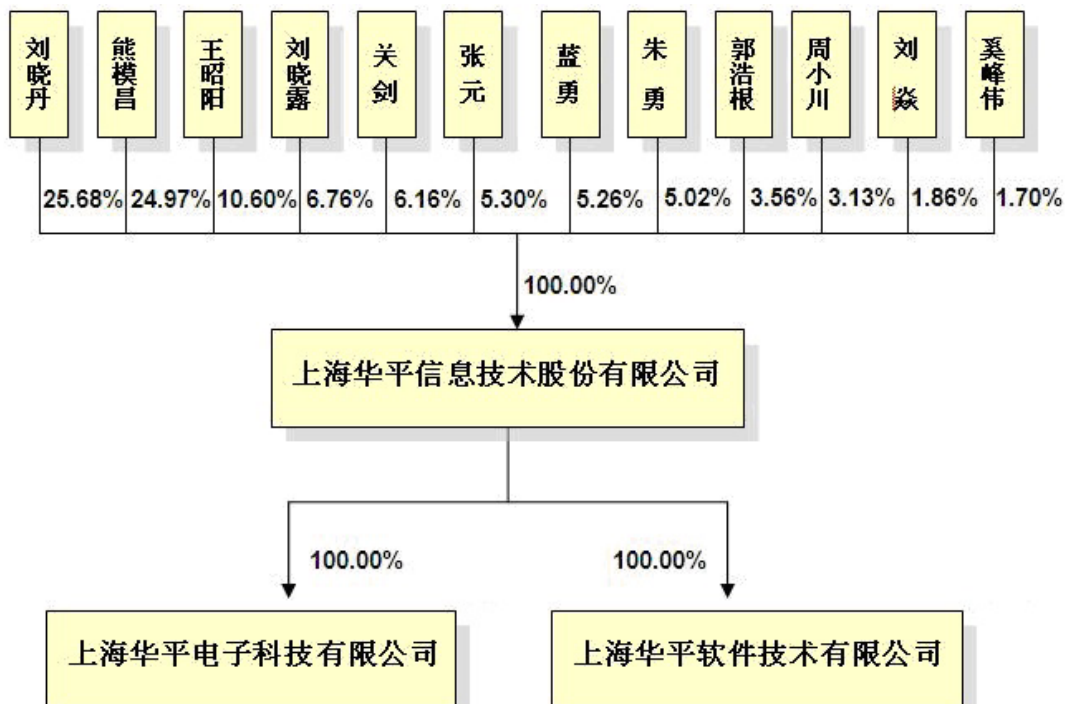 刘晓丹
熊模昌
王昭阳
刘晓露
关剑
张元
蓝勇
朱勇
郭浩根
周小川
刘焱
奚峰伟
25.68% 24.97% 10.60% 6.76% 6.16% 5.30% 5.26% 5.02% 3.56% 3.13% 1.86% 1.70%
100.00%
上海华平信息技术股份有限公司
100.00% 100.00%
上海华平电子科技有限公司 上海华平软件技术有限公司